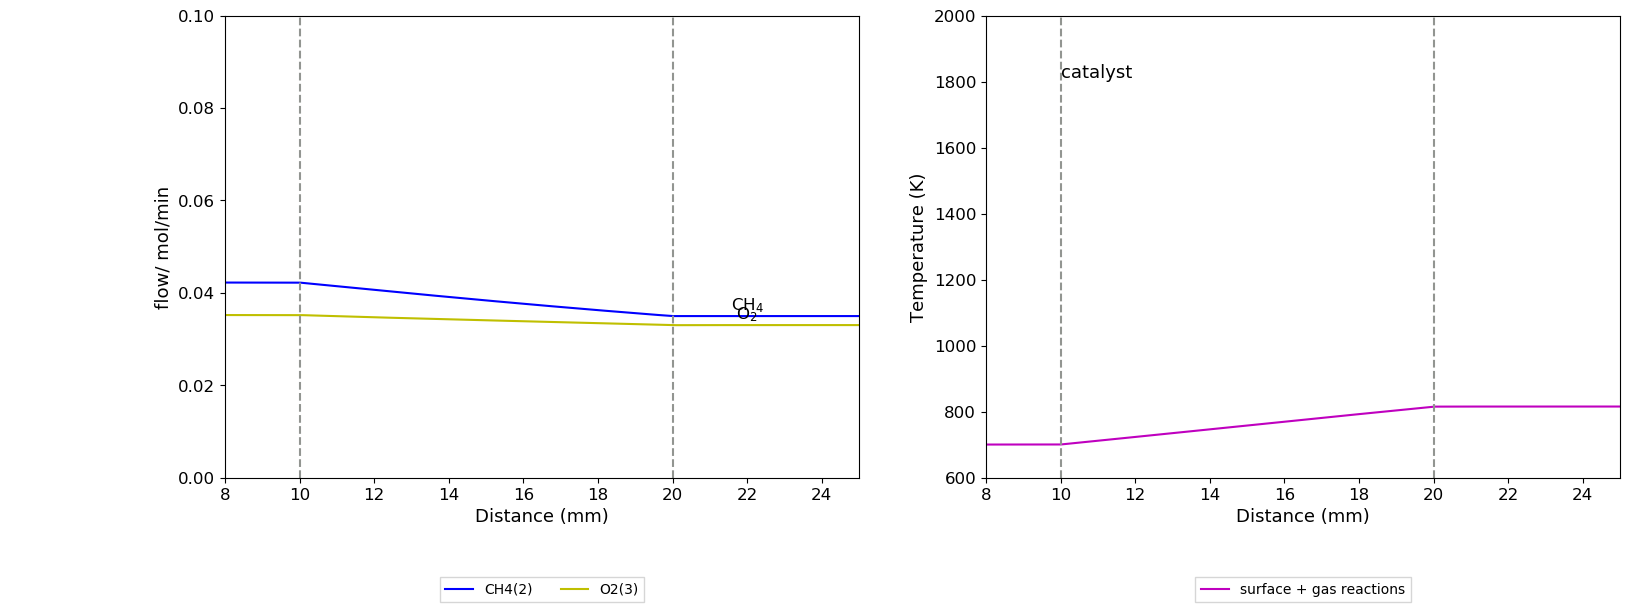 0.10
0.08
0.06
0.04
0.02
0.00
flow/ mol/min
8 10 12 14 16 18 20 22 24
Distance (mm)
CH₄
O₂
CH4(2) O2(3)
2000
1800
1600
1400
1200
1000
800
600
Temperature (K)
catalyst
8 10 12 14 16 18 20 22 24
Distance (mm)
surface + gas reactions